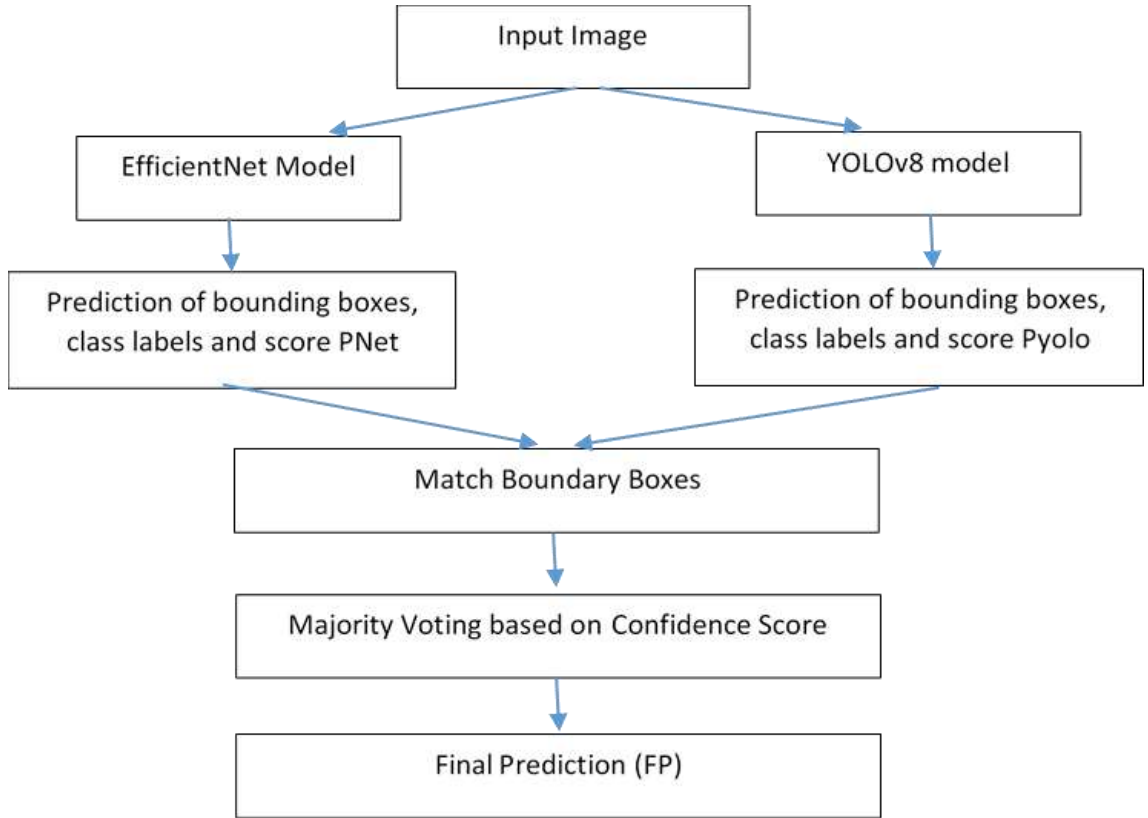 Input Image
EfficientNet Model
YOLOv8 model
Prediction of bounding boxes,
class labels and score PNet
Prediction of bounding boxes,
class labels and score Pyolo
Match Boundary Boxes
Majority Voting based on Confidence Score
Final Prediction (FP)